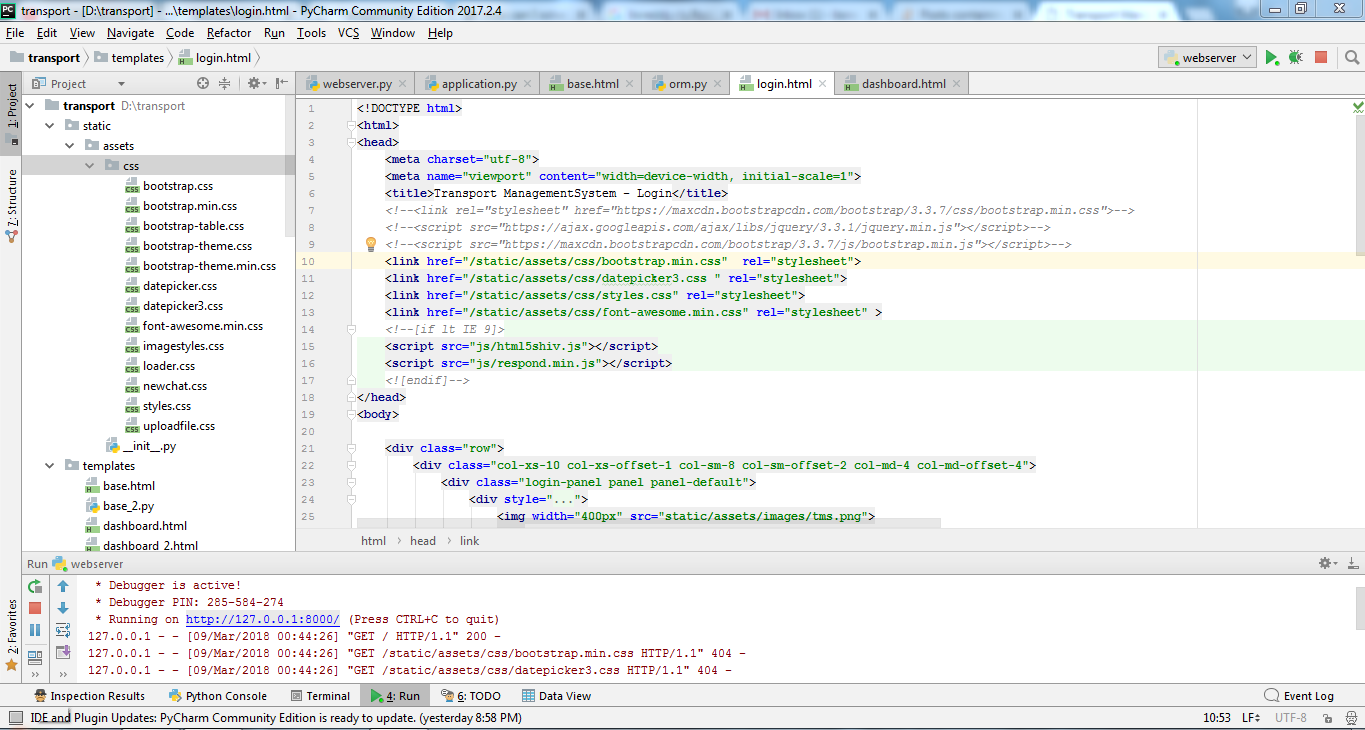 transport - [D:\transport] - ...\templates\login.html - PyCharm Community Edition 2017.2.4
File Edit View Navigate Code Refactor Run Tools VCS Window Help
transport templates login.html webserver
Project
webserver.py application.py base.html orm.py login.html dashboard.html
1: Project
7: Structure
2: Favorites
transport D:\transport
static
assets
css
bootstrap.css
bootstrap.min.css
bootstrap-table.css
bootstrap-theme.css
bootstrap-theme.min.css
datepicker.css
datepicker3.css
font-awesome.min.css
imagestyles.css
loader.css
newchat.css
styles.css
uploadfile.css
__init__.py
templates
base.html
base_2.py
dashboard.html
dashboard_2.html
1 <!DOCTYPE html>
2 <html>
3 <head>
4 <meta charset="utf-8">
5 <meta name="viewport" content="width=device-width, initial-scale=1">
6 <title>Transport ManagementSystem - Login</title>
7 <!--<link rel="stylesheet" href="https://maxcdn.bootstrapcdn.com/bootstrap/3.3.7/css/bootstrap.min.css">-->
8 <!--<script src="https://ajax.googleapis.com/ajax/libs/jquery/3.3.1/jquery.min.js"></script>-->
9 <!--<script src="https://maxcdn.bootstrapcdn.com/bootstrap/3.3.7/js/bootstrap.min.js"></script>-->
10 <link href="/static/assets/css/bootstrap.min.css"  rel="stylesheet">
11 <link href="/static/assets/css/datepicker3.css " rel="stylesheet">
12 <link href="/static/assets/css/styles.css" rel="stylesheet">
13 <link href="/static/assets/css/font-awesome.min.css" rel="stylesheet" >
14 <!--[if lt IE 9]>
15 <script src="js/html5shiv.js"></script>
16 <script src="js/respond.min.js"></script>
17 <![endif]-->
18 </head>
19 <body>
20
21 <div class="row">
22 <div class="col-xs-10 col-xs-offset-1 col-sm-8 col-sm-offset-2 col-md-4 col-md-offset-4">
23 <div class="login-panel panel panel-default">
24 <div style="...">
25 <img width="400px" src="static/assets/images/tms.png">
html head link
Run webserver
* Debugger is active!
* Debugger PIN: 285-584-274
* Running on http://127.0.0.1:8000/ (Press CTRL+C to quit)
127.0.0.1 - - [09/Mar/2018 00:44:26] "GET / HTTP/1.1" 200 -
127.0.0.1 - - [09/Mar/2018 00:44:26] "GET /static/assets/css/bootstrap.min.css HTTP/1.1" 404 -
127.0.0.1 - - [09/Mar/2018 00:44:26] "GET /static/assets/css/datepicker3.css HTTP/1.1" 404 -
Inspection Results Python Console Terminal 4: Run 6: TODO Data View Event Log
IDE and Plugin Updates: PyCharm Community Edition is ready to update. (yesterday 8:58 PM) 10:53 LF UTF-8